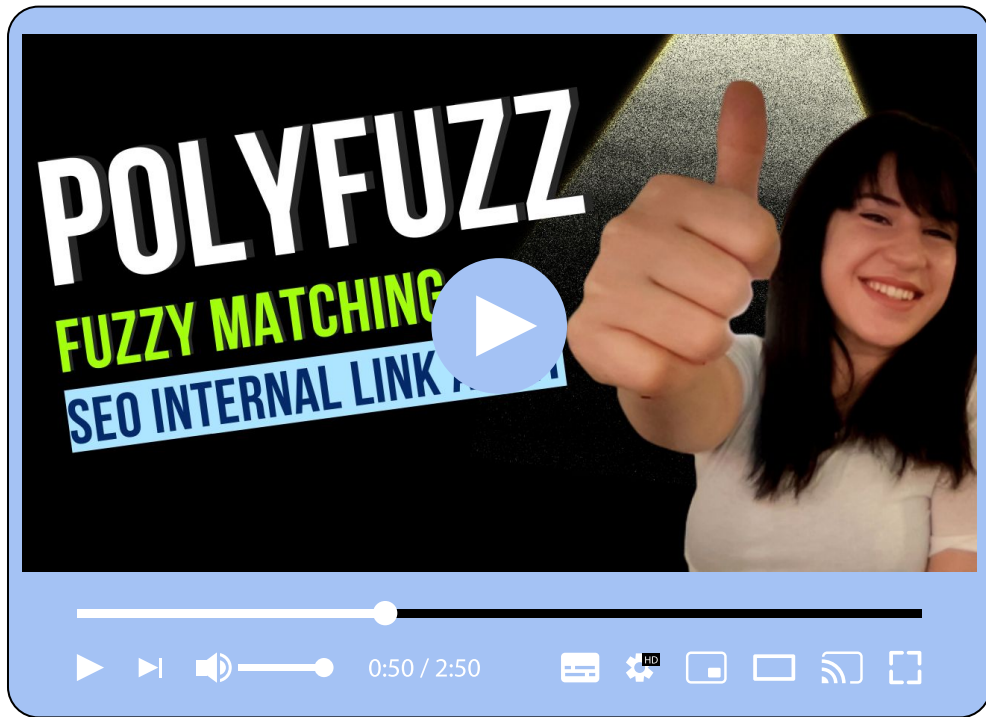 POLYFUZZ
FUZZY MATCHING
SEO INTERNAL LINK
0:50 / 2:50
HD